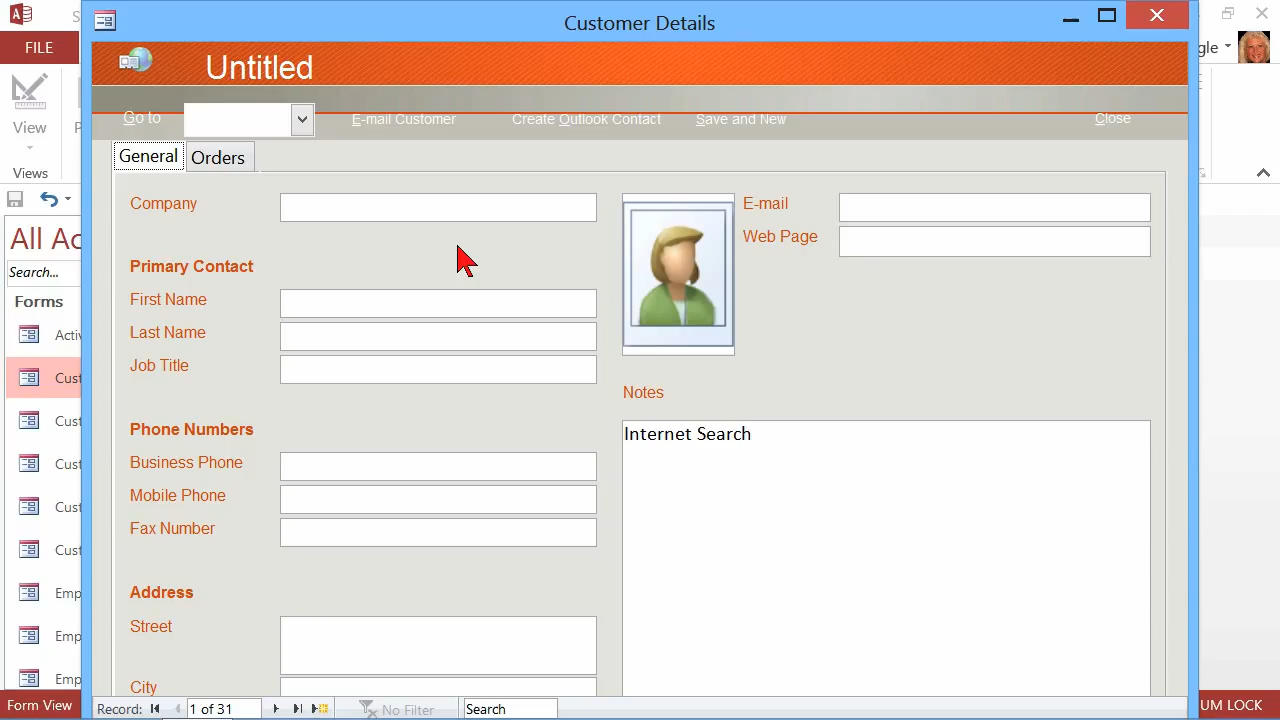 S
Customer Details
FILE
gle
Untitled
View
P
Go to
E-mail Customer
Create Outlook Contact
Save and New
Close
Views
General
Orders
All Ac
Search...
Forms
Activ
Cust
Cust
Cust
Cust
Cust
Emp
Emp
Emp
Company
E-mail
Web Page
Primary Contact
First Name
Last Name
Job Title
Notes
Internet Search
Phone Numbers
Business Phone
Mobile Phone
Fax Number
Address
Street
City
Form View
Record:
1 of 31
No Filter
Search
UM LOCK